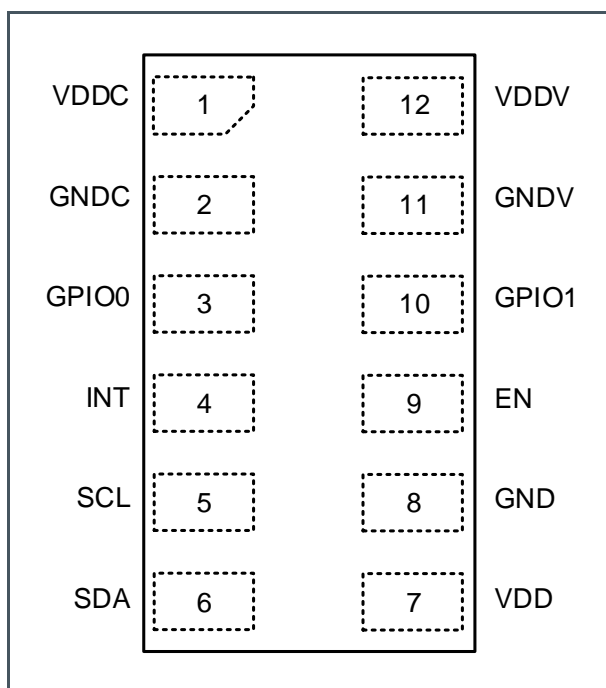 VDDC 1 12 VDDV
GNDC 2 11 GNDV
GPIO0 3 10 GPIO1
INT 4 9 EN
SCL 5 8 GND
SDA 6 7 VDD